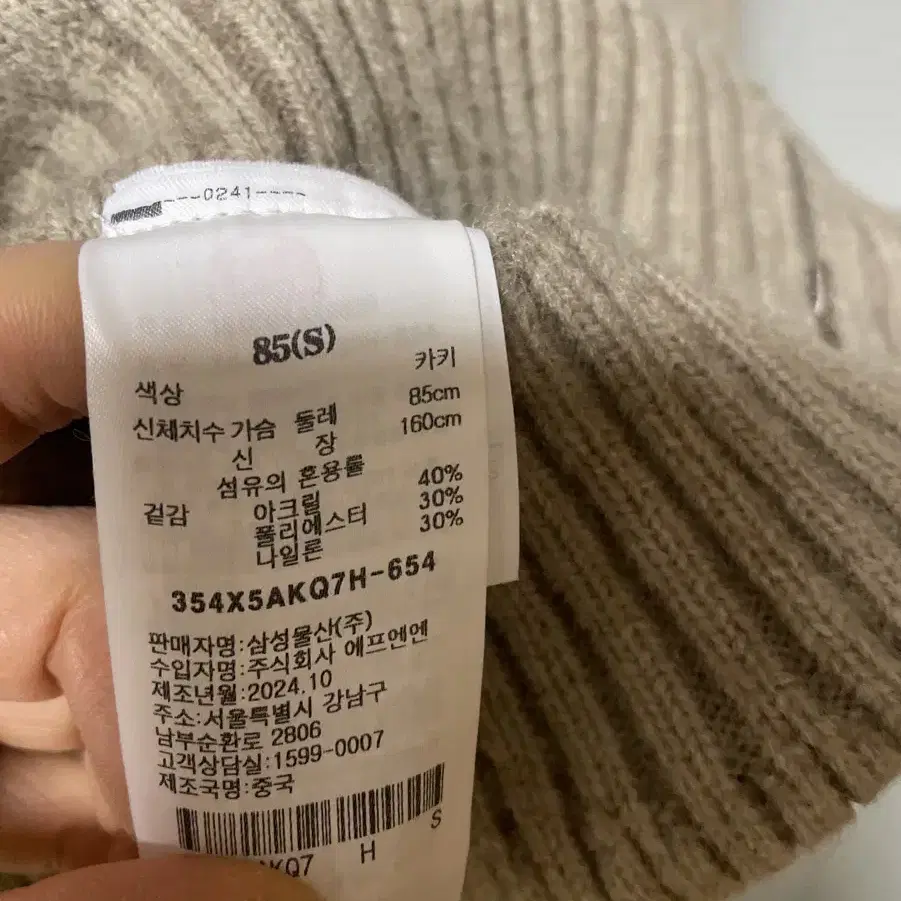 ---0241----
85(S)
색상 카키
신체치수 가슴 둘레 85cm
신 장 160cm
섬유의 혼용률
겉감 아크릴 40%
폴리에스터 30%
나일론 30%
354X5AKQ7H-654
판매자명:삼성물산(주)
수입자명:주식회사 에프엔엔
제조년월:2024.10
주소:서울특별시 강남구
남부순환로 2806
고객상담실:1599-0007
제조국명:중국
KQ7 H S